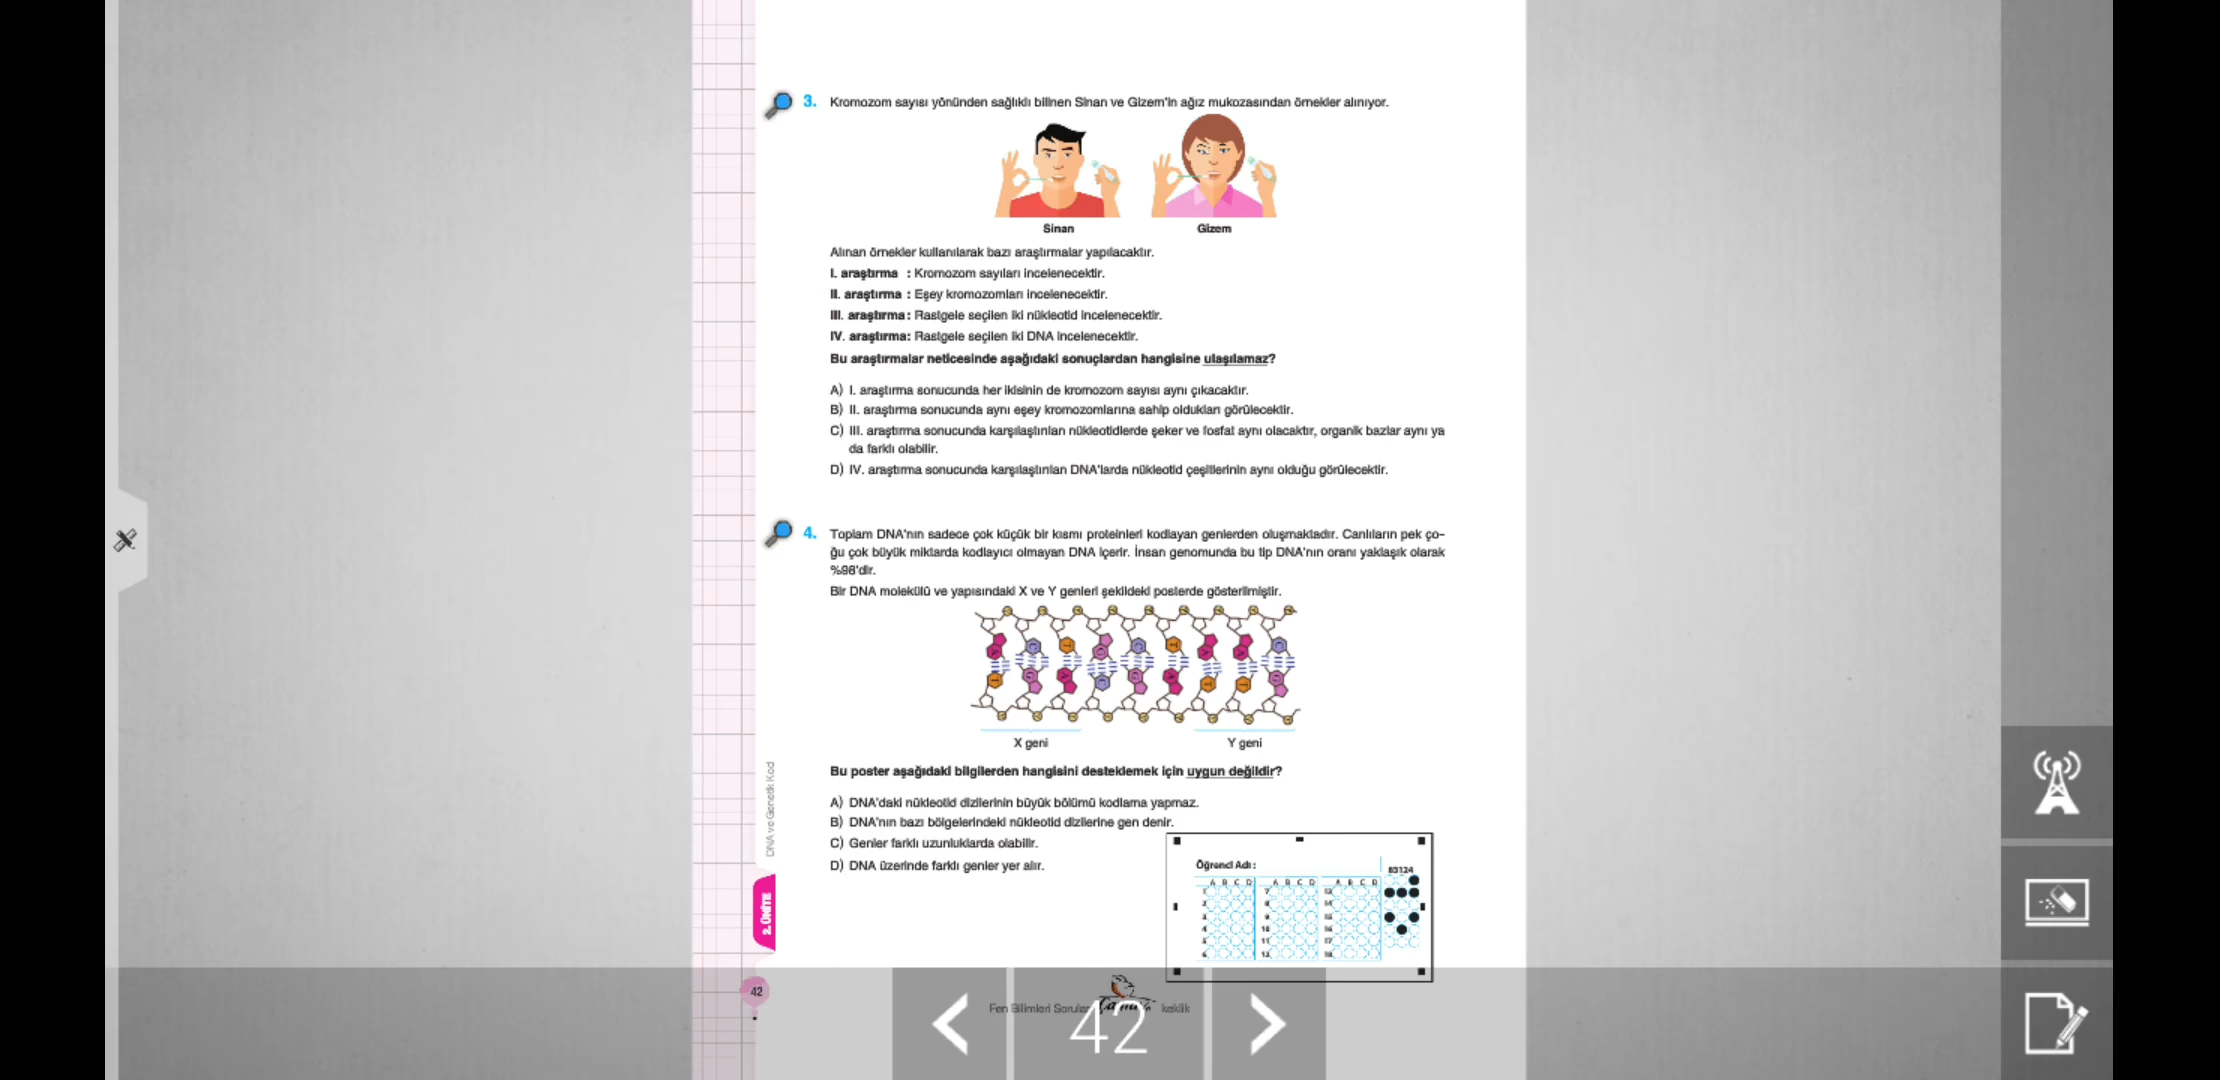 3. Kromozom sayısı yönünden sağlıklı bilinen Sinan ve Gizem'in ağız mukozasından örnekler alınıyor.
Sinan
Gizem
Alınan örnekler kullanılarak bazı araştırmalar yapılacaktır.
I. araştırma : Kromozom sayıları incelenecektir.
II. araştırma : Eşey kromozomları incelenecektir.
III. araştırma: Rastgele seçilen iki nükleotid incelenecektir.
IV. araştırma: Rastgele seçilen iki DNA incelenecektir.
Bu araştırmalar neticesinde aşağıdaki sonuçlardan hangisine ulaşılamaz?
A) I. araştırma sonucunda her ikisinin de kromozom sayısı aynı çıkacaktır.
B) II. araştırma sonucunda aynı eşey kromozomlarına sahip oldukları görülecektir.
C) III. araştırma sonucunda karşılaştırılan nükleotidlerde şeker ve fosfat aynı olacaktır, organik bazlar aynı ya
da farklı olabilir.
D) IV. araştırma sonucunda karşılaştırılan DNA'larda nükleotid çeşitlerinin aynı olduğu görülecektir.
4. Toplam DNA'nın sadece çok küçük bir kısmı proteinleri kodlayan genlerden oluşmaktadır. Canlıların pek ço-
ğu çok büyük miktarda kodlayıcı olmayan DNA içerir. İnsan genomunda bu tip DNA'nın oranı yaklaşık olarak
%98'dir.
Bir DNA molekülü ve yapısındaki X ve Y genleri şekildeki posterde gösterilmiştir.
X geni
Y geni
Bu poster aşağıdaki bilgilerden hangisini desteklemek için uygun değildir?
A) DNA'daki nükleotid dizilerinin büyük bölümü kodlama yapmaz.
B) DNA'nın bazı bölgelerindeki nükleotid dizilerine gen denir.
C) Genler farklı uzunluklarda olabilir.
D) DNA üzerinde farklı genler yer alır.
Öğrenci Adı :
83124
A B C D
A B C D
A B C D
DNA ve Genetik Kod
2. ÜNİTE
42
Fen Bilimleri
keklik
42